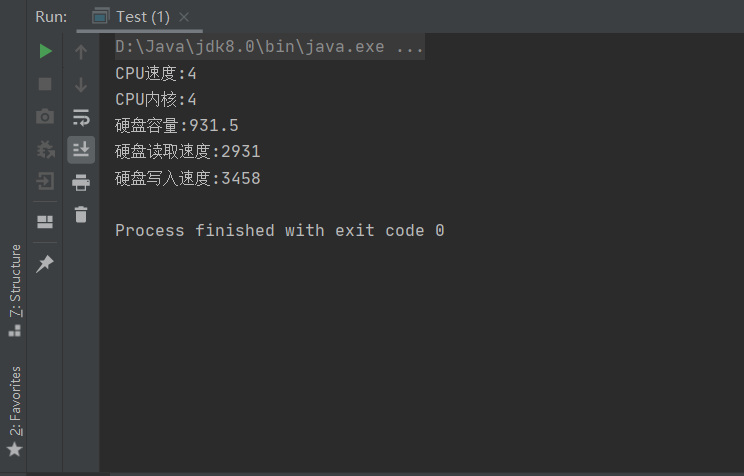 Run:
Test (1)
D:\Java\jdk8.0\bin\java.exe ...
CPU速度:4
CPU内核:4
硬盘容量:931.5
硬盘读取速度:2931
硬盘写入速度:3458
Process finished with exit code 0
7: Structure
2: Favorites